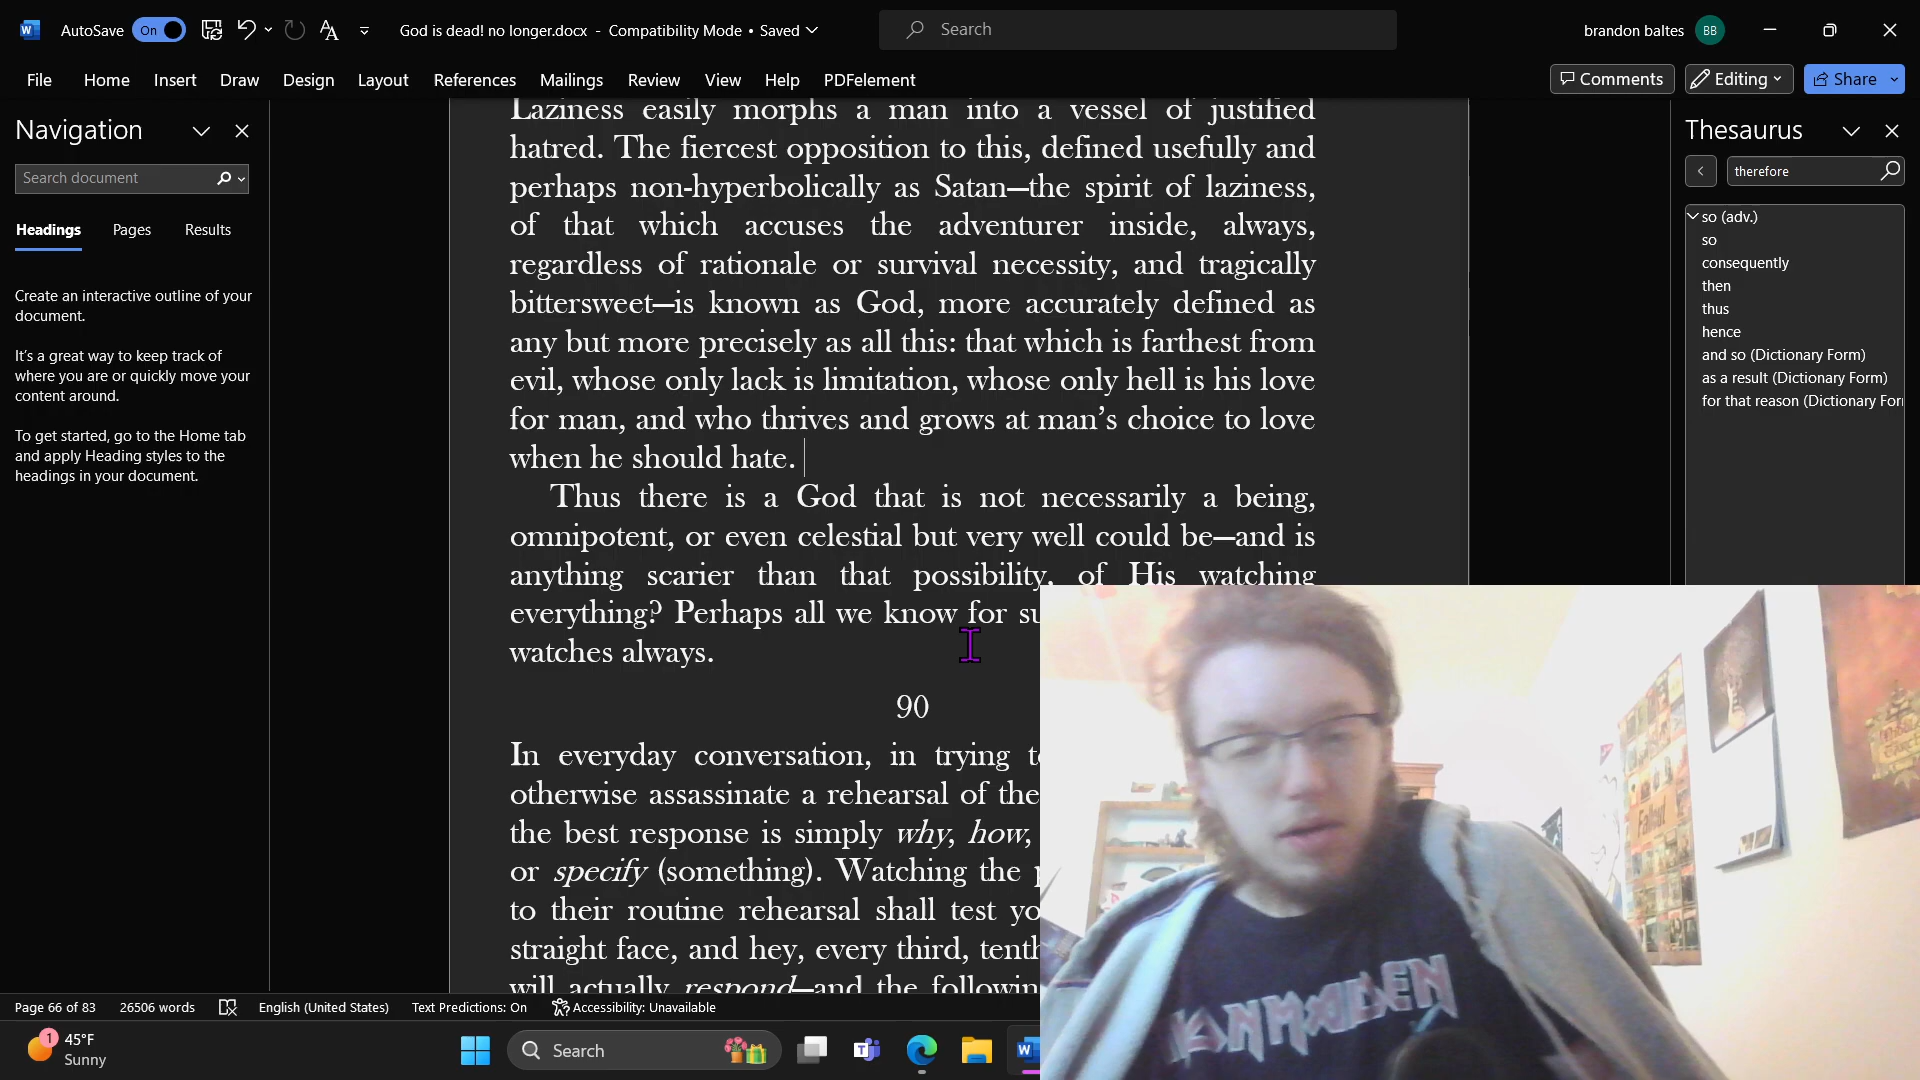 AutoSave On God is dead! no longer.docx - Compatibility Mode • Saved Search brandon baltes BB
File Home Insert Draw Design Layout References Mailings Review View Help PDFelement Comments Editing Share
Navigation
Search document
Headings Pages Results
Create an interactive outline of your
document.
It's a great way to keep track of
where you are or quickly move your
content around.
To get started, go to the Home tab
and apply Heading styles to the
headings in your document.
Laziness easily morphs a man into a vessel of justified
hatred. The fiercest opposition to this, defined usefully and
perhaps non-hyperbolically as Satan—the spirit of laziness,
of that which accuses the adventurer inside, always,
regardless of rationale or survival necessity, and tragically
bittersweet—is known as God, more accurately defined as
any but more precisely as all this: that which is farthest from
evil, whose only lack is limitation, whose only hell is his love
for man, and who thrives and grows at man's choice to love
when he should hate.
Thus there is a God that is not necessarily a being,
omnipotent, or even celestial but very well could be—and is
anything scarier than that possibility, of His watching
everything? Perhaps all we know for
watches always.
90
In everyday conversation, in trying
otherwise assassinate a rehearsal of the
the best response is simply why, how,
or specify (something). Watching the
to their routine rehearsal shall test
straight face, and hey, every third,
will actually respond—and the
Thesaurus
therefore
so (adv.)
so
consequently
then
thus
hence
and so (Dictionary Form)
as a result (Dictionary Form)
for that reason (Dictionary
IRON MAIDEN
Page 66 of 83 26506 words English (United States) Text Predictions: On Accessibility: Unavailable
1 45°F
Sunny
Search